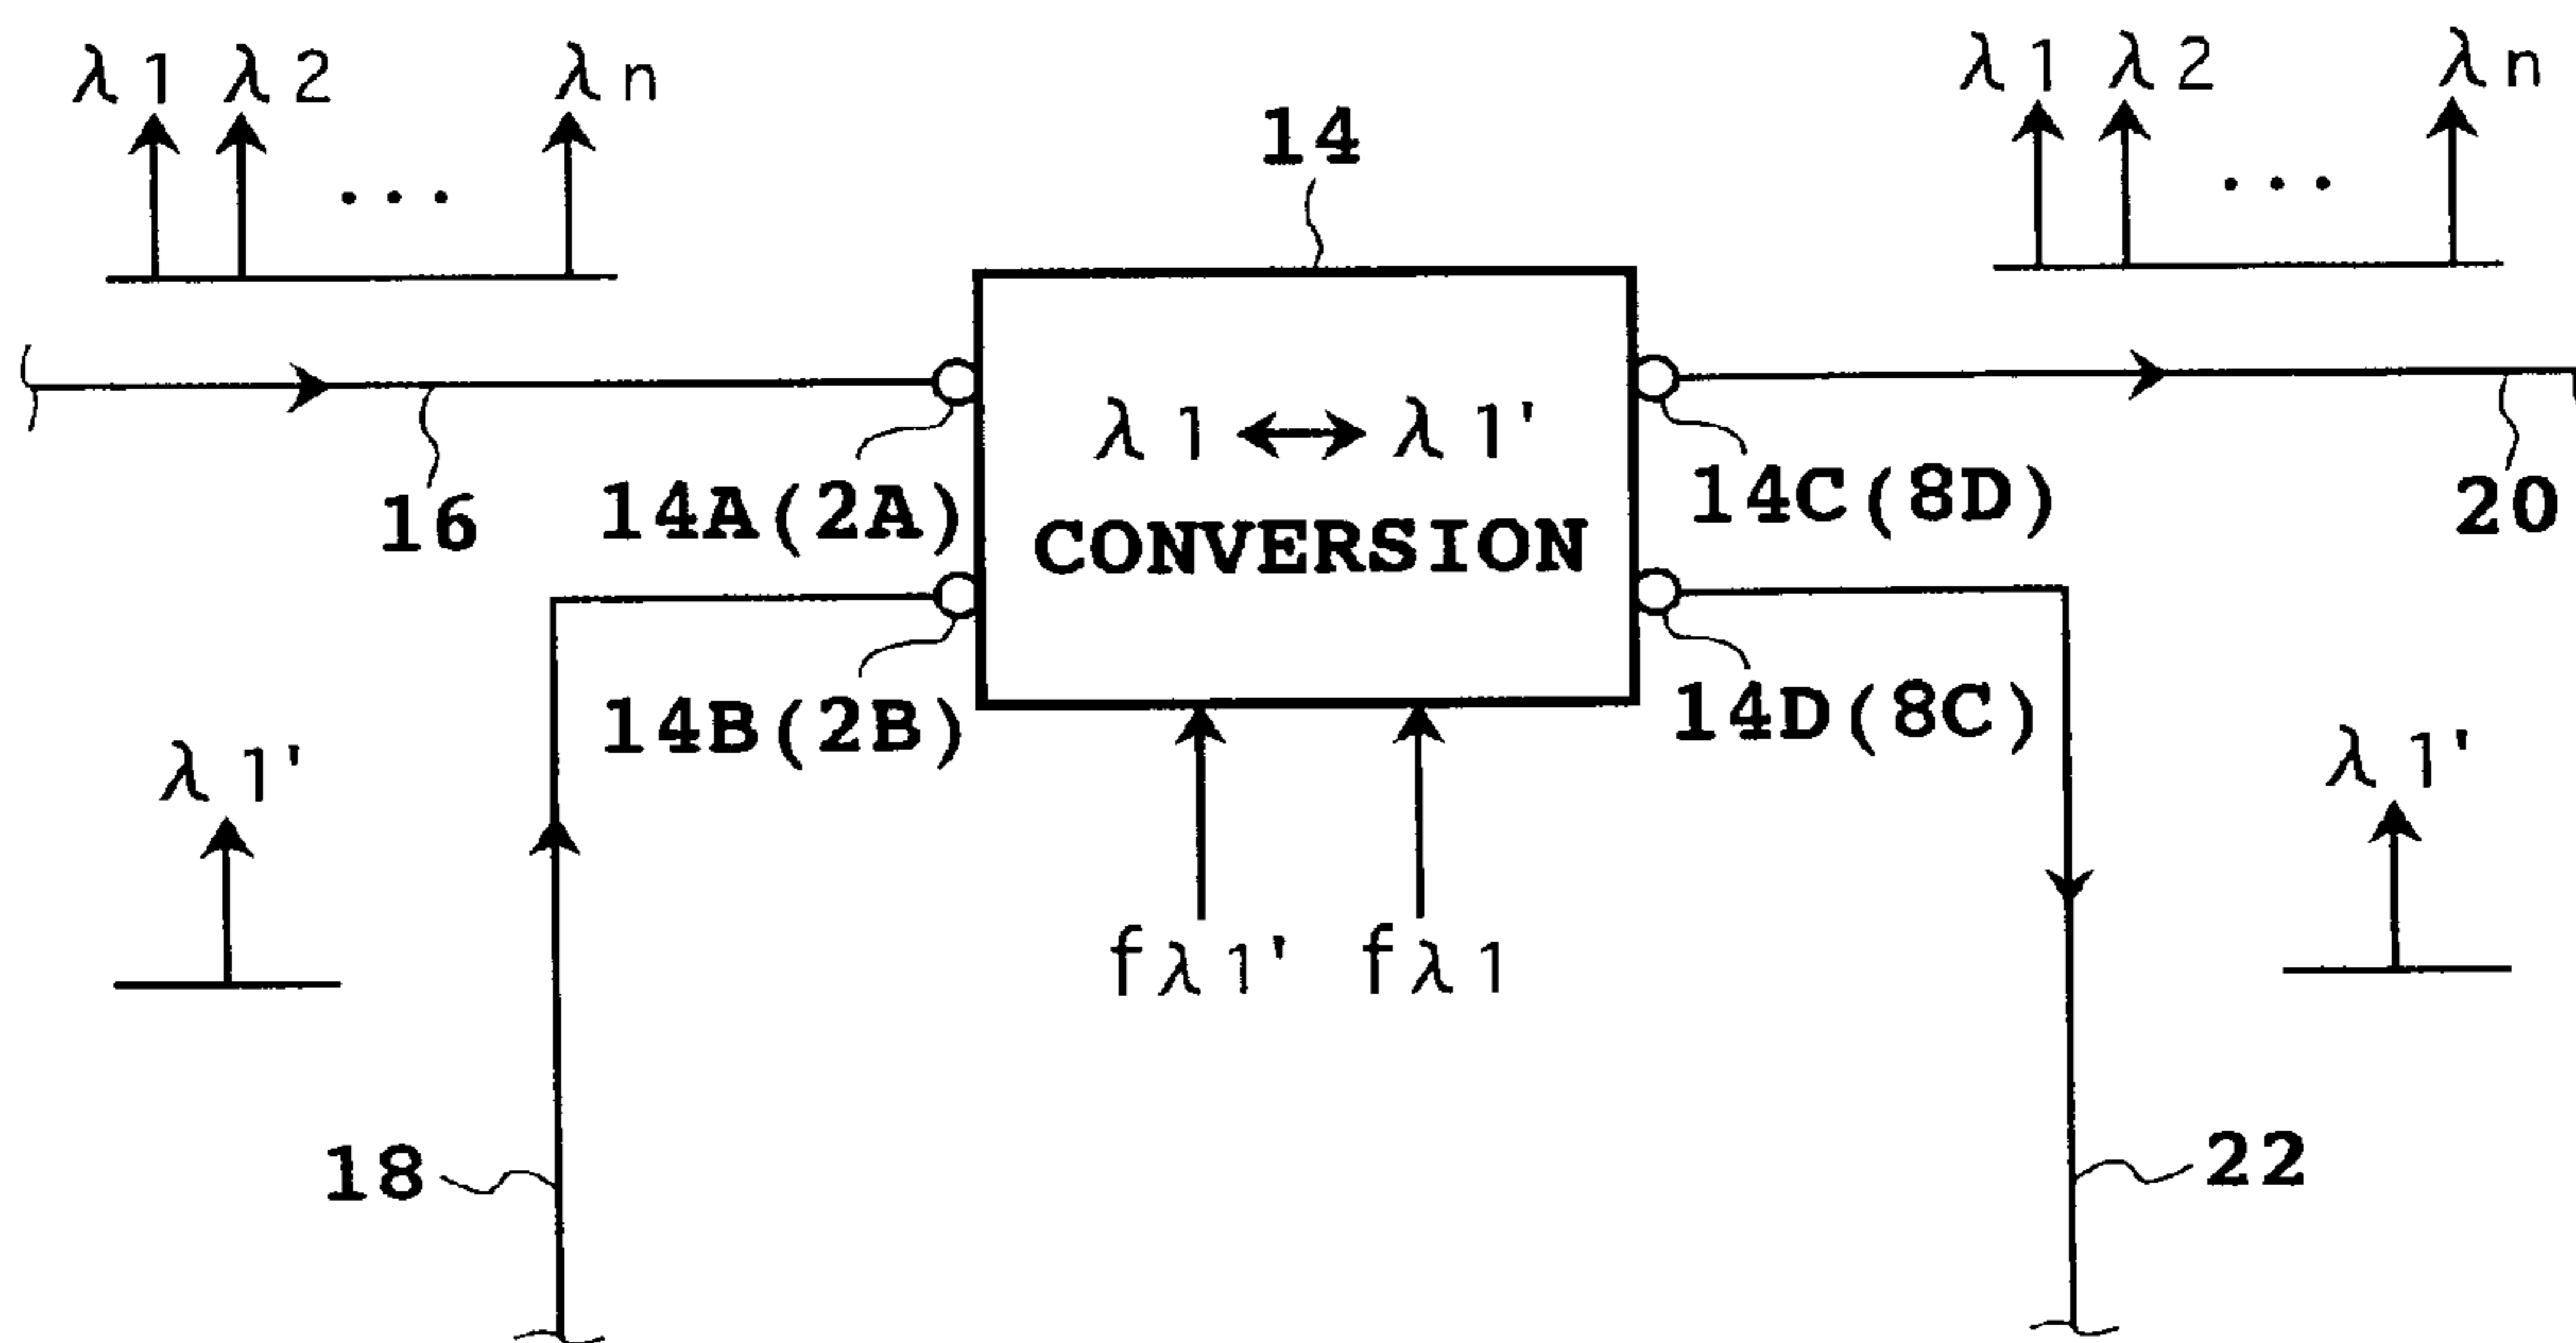 λ1 λ2 ... λn
λ1 λ2 ... λn
14
λ1 ↔ λ1'
CONVERSION
16
14A(2A)
14C(8D)
20
14B(2B)
14D(8C)
λ1'
λ1'
fλ1' fλ1
18
22